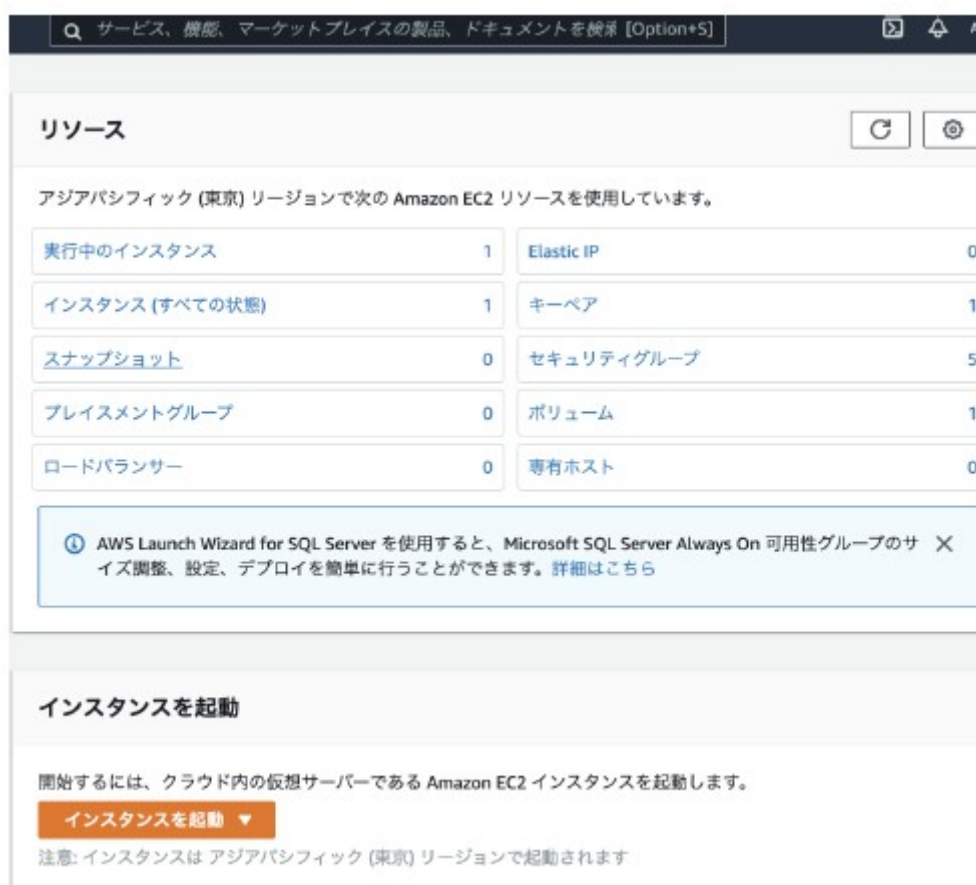 サービス、機能、マーケットプレイスの製品、ドキュメントを検索 [Option+S]
リソース
アジアパシフィック (東京) リージョンで次の Amazon EC2 リソースを使用しています。
実行中のインスタンス 1 Elastic IP 0
インスタンス (すべての状態) 1 キーペア 1
スナップショット 0 セキュリティグループ 5
プレイスメントグループ 0 ボリューム 1
ロードバランサー 0 専有ホスト 0
AWS Launch Wizard for SQL Server を使用すると、Microsoft SQL Server Always On 可用性グループのサ
イズ調整、設定、デプロイを簡単に行うことができます。詳細はこちら
インスタンスを起動
開始するには、クラウド内の仮想サーバーである Amazon EC2 インスタンスを起動します。
インスタンスを起動
注意: インスタンスは アジアパシフィック (東京) リージョンで起動されます